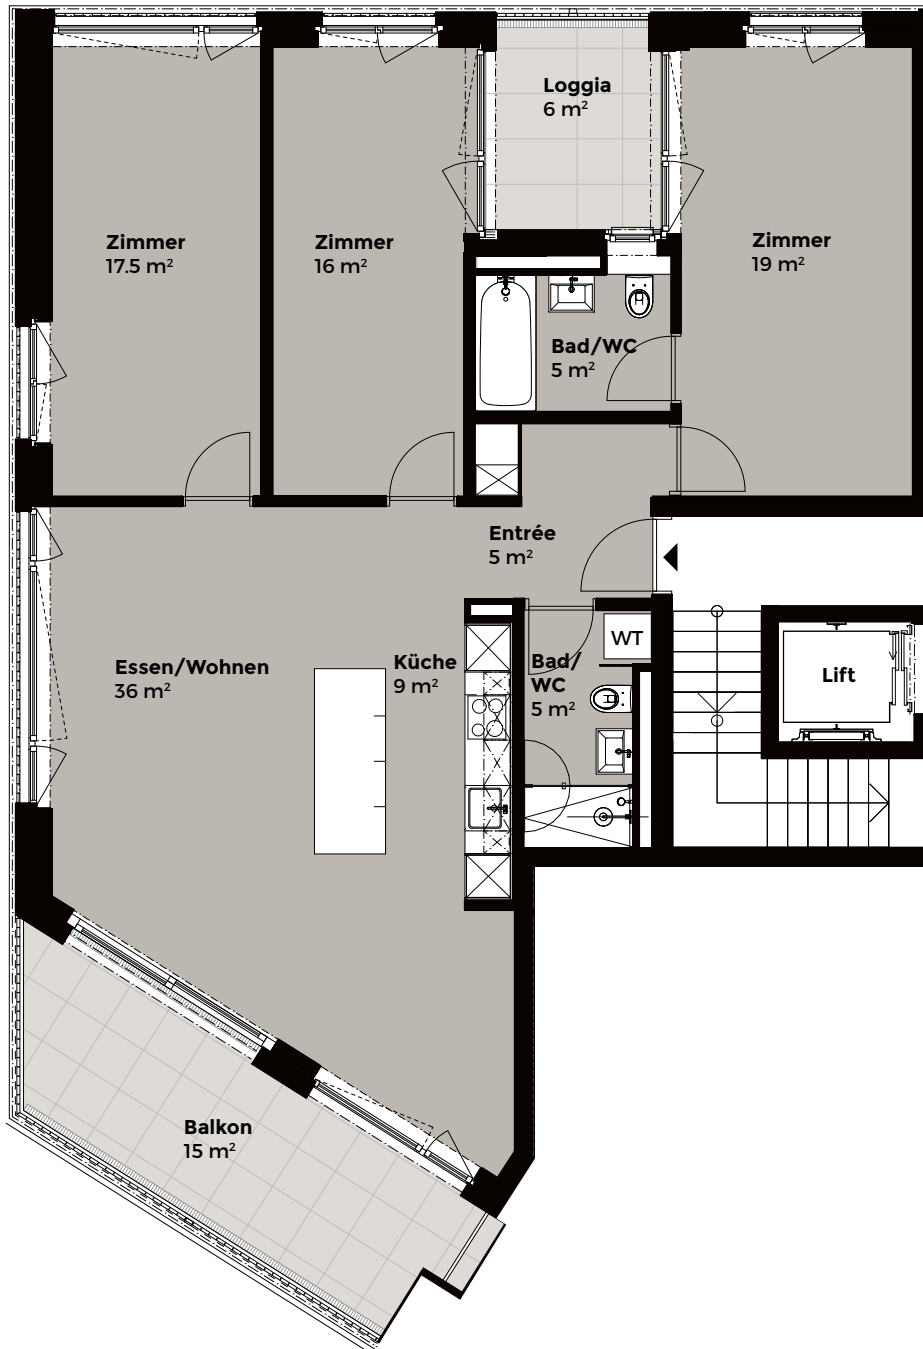 Loggia
6 m²
Zimmer
17.5 m²
Zimmer
16 m²
Zimmer
19 m²
Bad/WC
5 m²
Entrée
5 m²
Essen/Wohnen
36 m²
Küche
9 m²
Bad/
WC
5 m²
WT
Lift
Balkon
15 m²